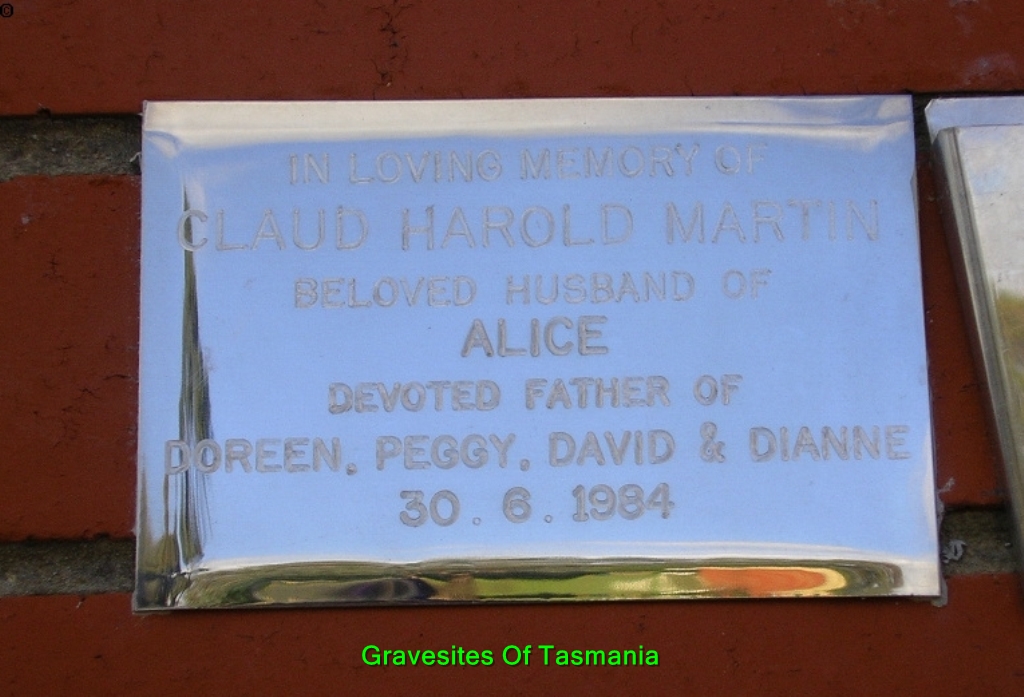 ©
IN LOVING MEMORY OF
CLAUD HAROLD MARTIN
BELOVED HUSBAND OF
ALICE
DEVOTED FATHER OF
DOREEN, PEGGY, DAVID & DIANNE
30 . 6 . 1984
Gravesites Of Tasmania